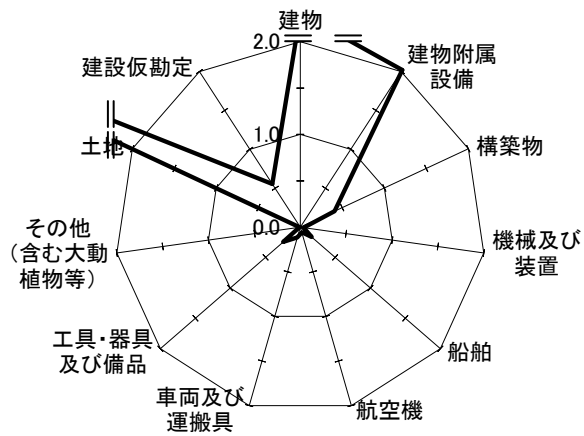 建物
2.0
建物附属
設備
建設仮勘定
1.0
土地
構築物
0.0
その他
(含む大動
植物等)
機械及び
装置
工具・器具
及び備品
船舶
車両及び
運搬具
航空機